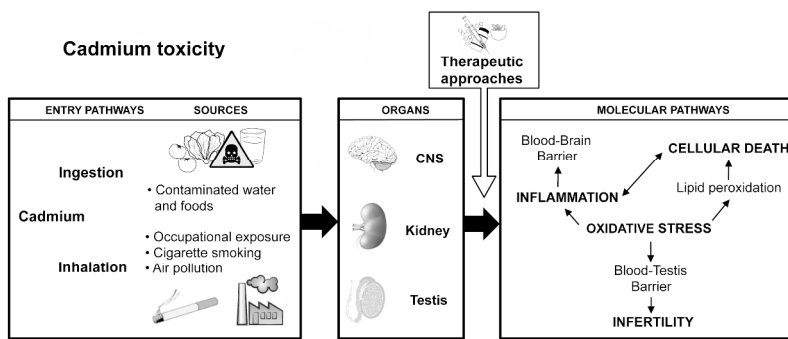 Cadmium toxicity
Therapeutic
approaches
ENTRY PATHWAYS
SOURCES
Ingestion
• Contaminated water
and foods
Cadmium
• Occupational exposure
• Cigarette smoking
• Air pollution
Inhalation
ORGANS
CNS
Kidney
Testis
MOLECULAR PATHWAYS
Blood-Brain
Barrier
CELLULAR DEATH
Lipid peroxidation
INFLAMMATION
OXIDATIVE STRESS
Blood-Testis
Barrier
INFERTILITY